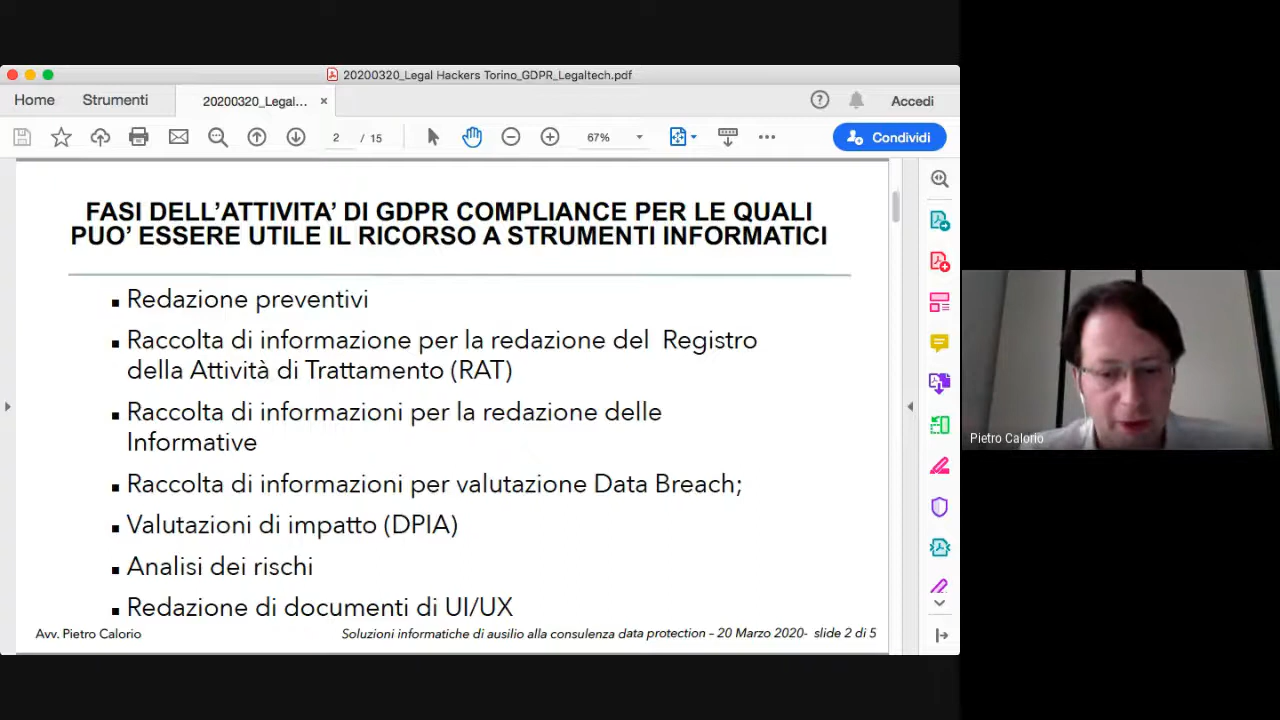 20200320_Legal Hackers Torino_GDPR_Legaltech.pdf
Home
Strumenti
20200320_Legal...
Accedi
2 / 15
67%
Condividi
FASI DELL’ATTIVITA’ DI GDPR COMPLIANCE PER LE QUALI
PUO’ ESSERE UTILE IL RICORSO A STRUMENTI INFORMATICI
Redazione preventivi
Raccolta di informazione per la redazione del Registro
della Attività di Trattamento (RAT)
Raccolta di informazioni per la redazione delle
Informative
Raccolta di informazioni per valutazione Data Breach;
Valutazioni di impatto (DPIA)
Analisi dei rischi
Redazione di documenti di UI/UX
Avv. Pietro Calorio
Soluzioni informatiche di ausilio alla consulenza data protection – 20 Marzo 2020- slide 2 di 5
Pietro Calorio